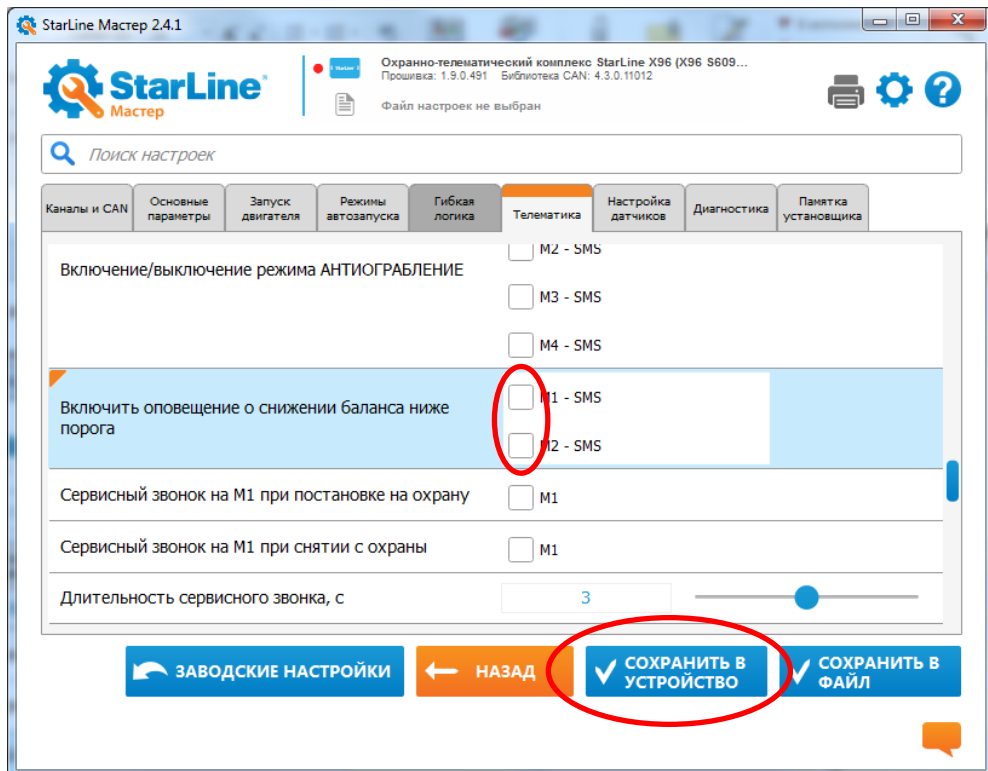 StarLine Мастер 2.4.1
StarLine
Мастер
Охранно-телематический комплекс StarLine X96 (X96 S609...
Прошивка: 1.9.0.491 Библиотека CAN: 4.3.0.11012
Файл настроек не выбран
Поиск настроек
Каналы и CAN
Основные
параметры
Запуск
двигателя
Режимы
автозапуска
Гибкая
логика
Телематика
Настройка
датчиков
Диагностика
Памятка
установщика
M2 - SMS
Включение/выключение режима АНТИОГРАБЛЕНИЕ
M3 - SMS
M4 - SMS
Включить оповещение о снижении баланса ниже
порога
M1 - SMS
M2 - SMS
Сервисный звонок на M1 при постановке на охрану
M1
Сервисный звонок на M1 при снятии с охраны
M1
Длительность сервисного звонка, с
3
ЗАВОДСКИЕ НАСТРОЙКИ
НАЗАД
СОХРАНИТЬ В
УСТРОЙСТВО
СОХРАНИТЬ В
ФАЙЛ